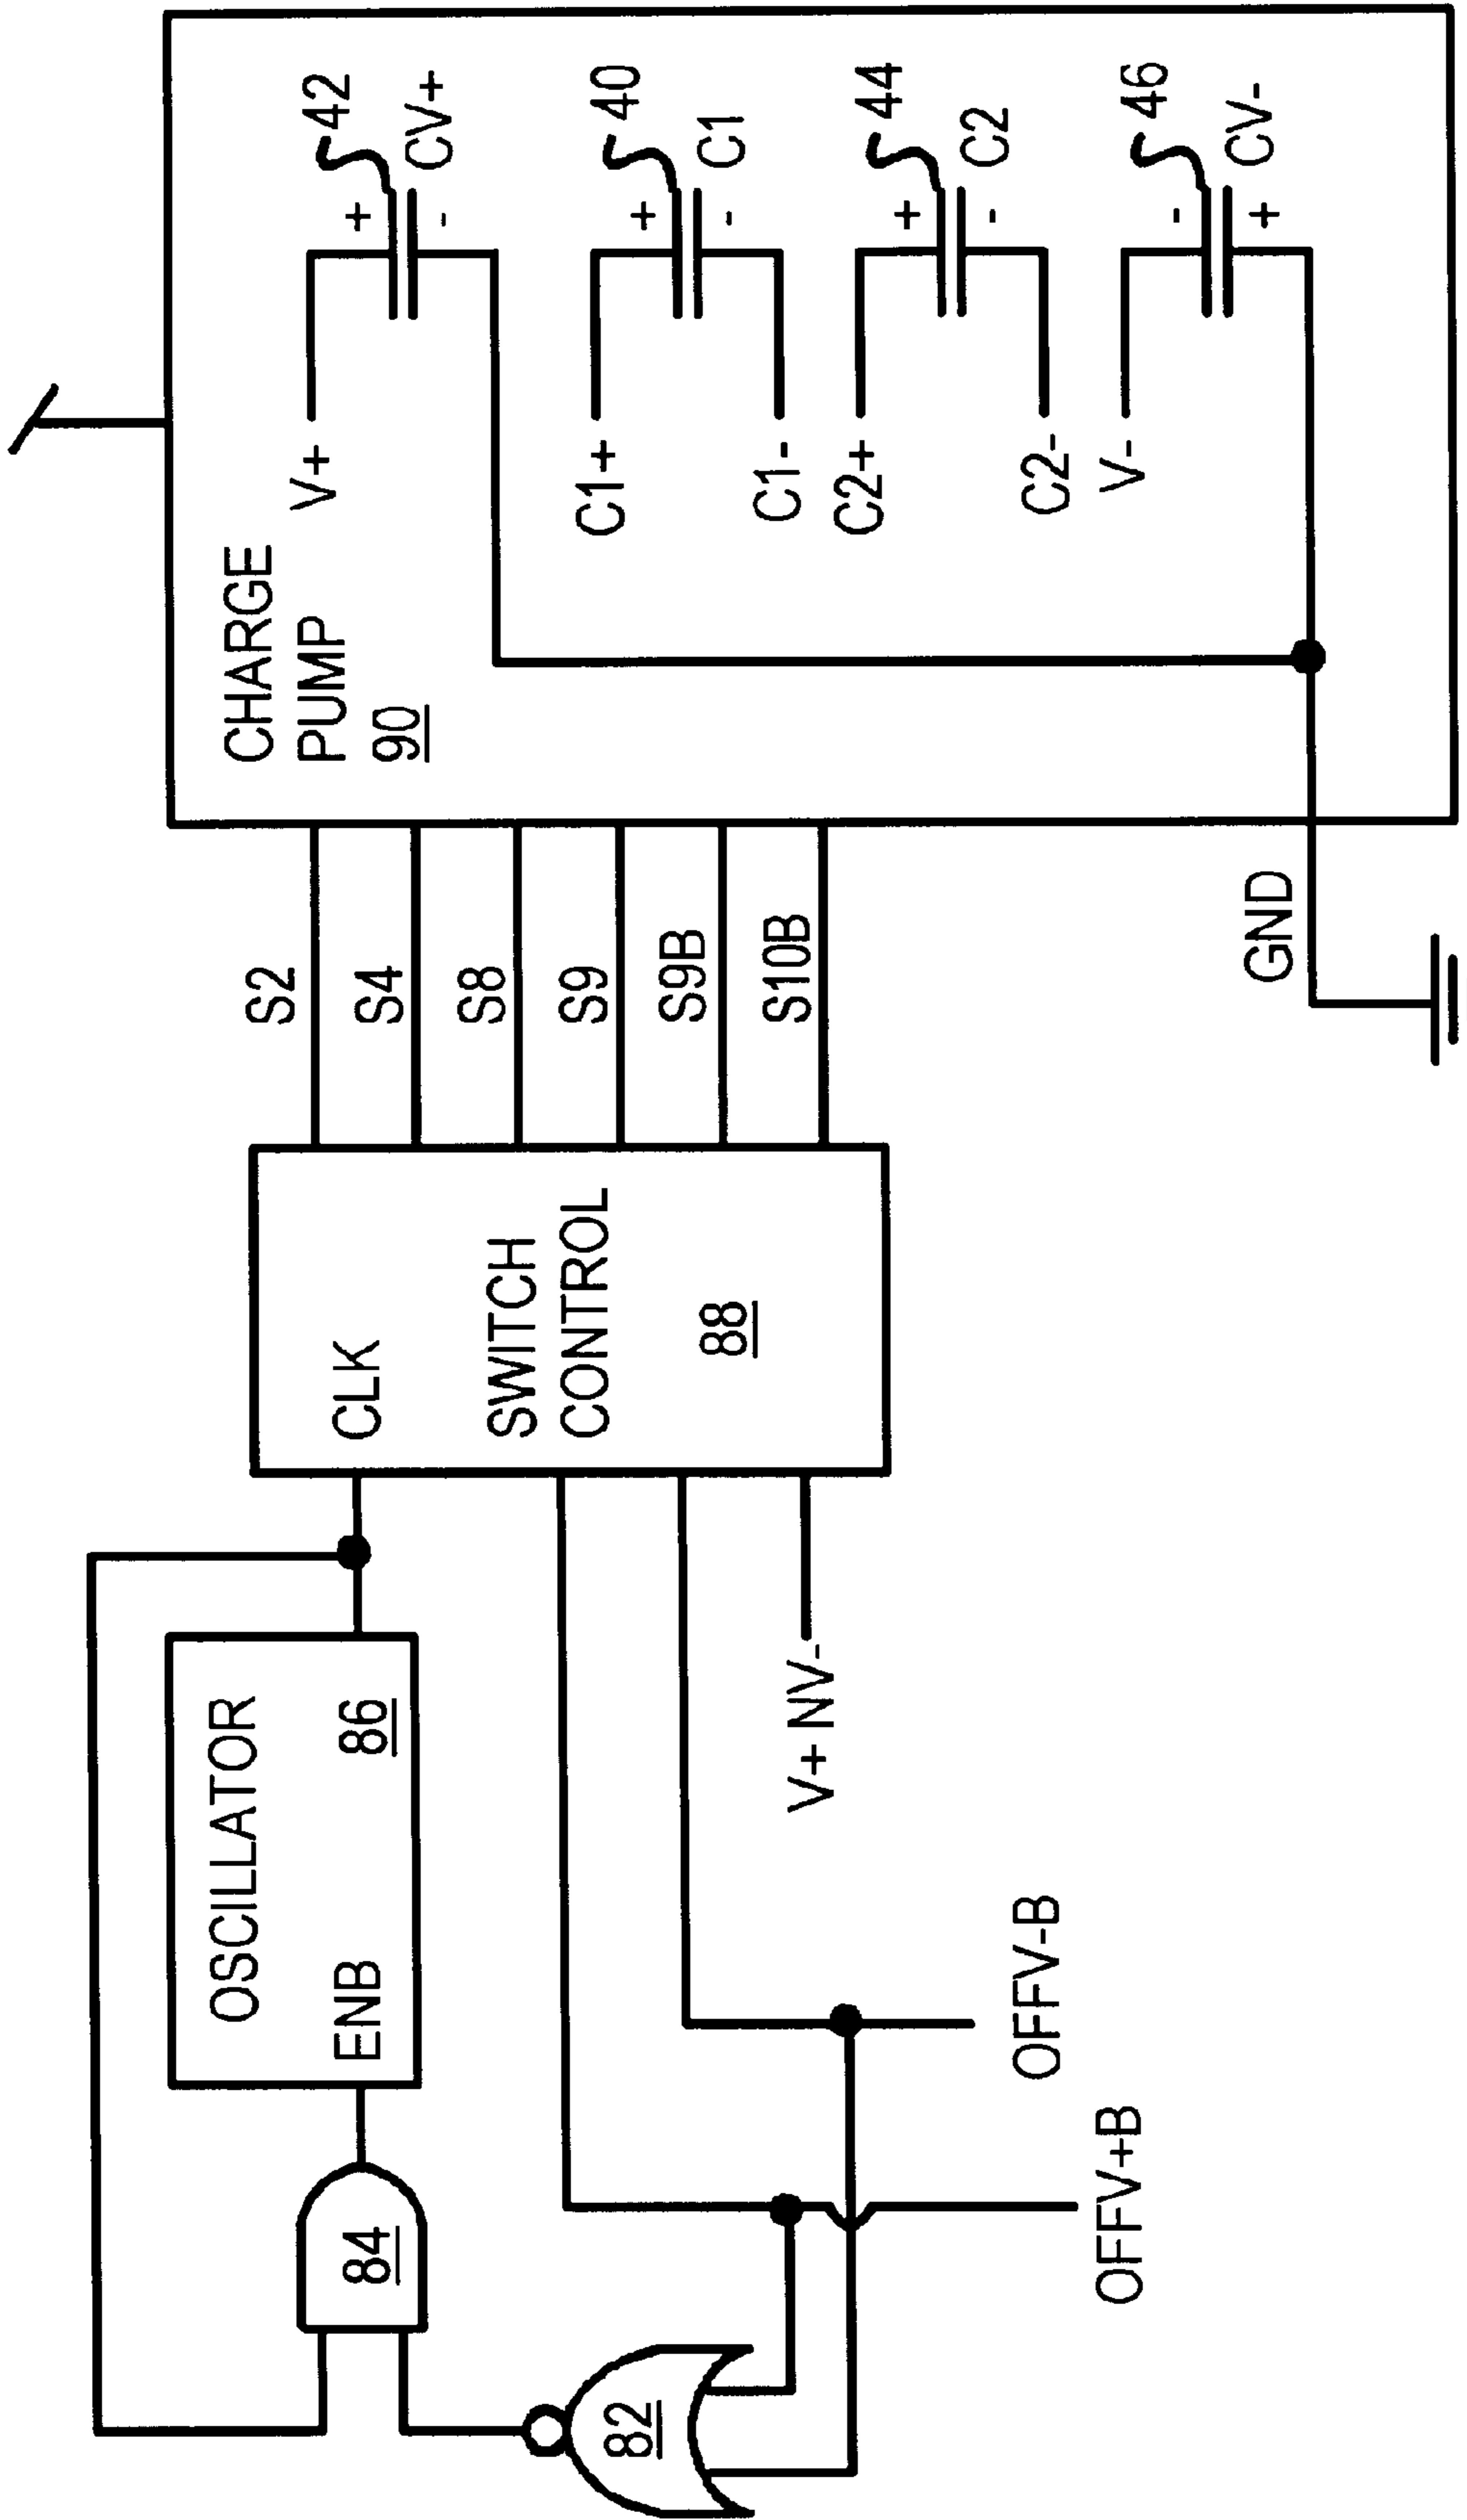 OSCILLATOR
86
ENB
84
82
OFFV+B
OFFV-B
V+NV-
CLK
SWITCH
CONTROL
88
S2
S4
S8
S9
S9B
S10B
CHARGE
PUMP
90
V+
+
-
42
CV+
C1+
C1-
+
-
40
C1
C2+
C2-
+
-
44
C2
V-
-
+
46
CV-
GND